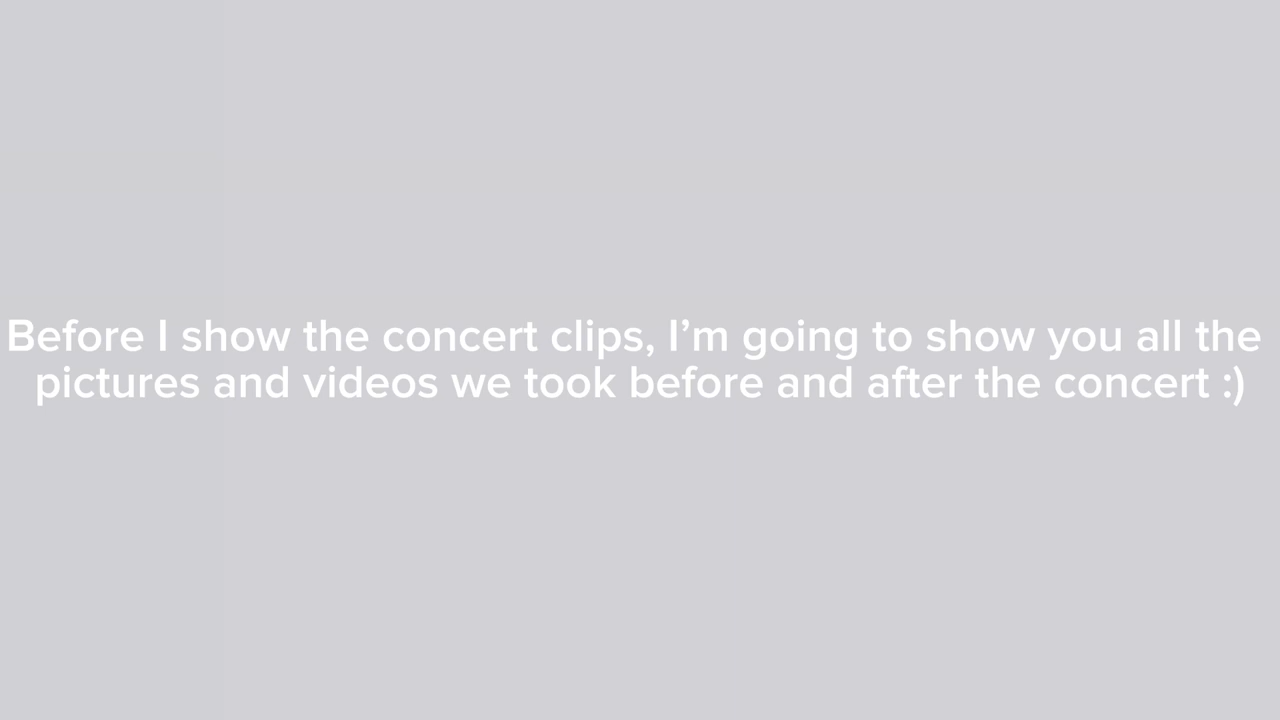 Before I show the concert clips, I’m going to show you all the
pictures and videos we took before and after the concert :)